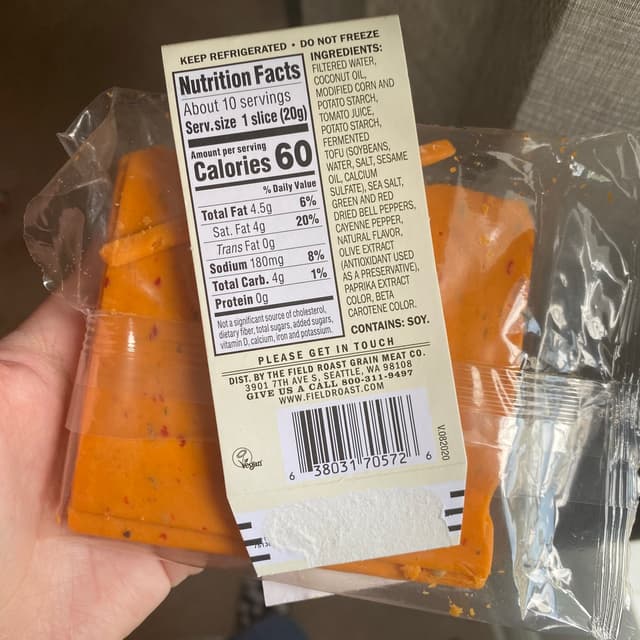 KEEP REFRIGERATED • DO NOT FREEZE
Nutrition Facts
About 10 servings
Serv. size 1 slice (20g)
Amount per serving
Calories 60
% Daily Value
Total Fat 4.5g 6%
Sat. Fat 4g 20%
Trans Fat 0g
Sodium 180mg 8%
Total Carb. 4g 1%
Protein 0g
Not a significant source of cholesterol,
dietary fiber, total sugars, added sugars,
vitamin D, calcium, iron and potassium.
INGREDIENTS:
FILTERED WATER,
COCONUT OIL,
MODIFIED CORN AND
POTATO STARCH,
TOMATO JUICE,
POTATO STARCH,
FERMENTED
TOFU (SOYBEANS,
WATER, SALT, SESAME
OIL, CALCIUM
SULFATE), SEA SALT,
GREEN AND RED
DRIED BELL PEPPERS,
CAYENNE PEPPER,
NATURAL FLAVOR,
OLIVE EXTRACT
(ANTIOXIDANT USED
AS A PRESERVATIVE),
PAPRIKA EXTRACT
COLOR, BETA
CAROTENE COLOR.
CONTAINS: SOY.
PLEASE GET IN TOUCH
DIST. BY THE FIELD ROAST GRAIN MEAT CO.
3901 7TH AVE S, SEATTLE, WA 98108
GIVE US A CALL 800-311-9497
WWW.FIELDROAST.COM
Vegan
6 38031 70572 6
V.082020